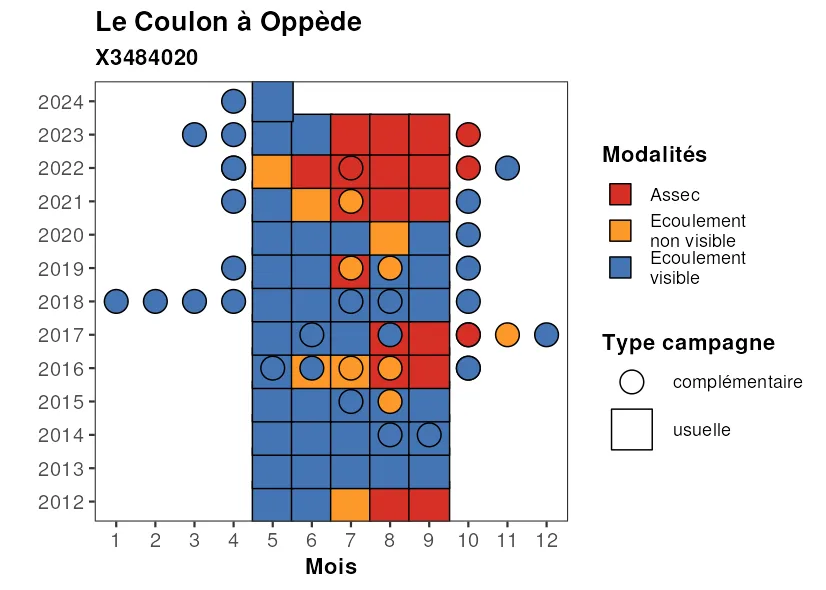 Le Coulon à Oppède
X3484020
2024
2023
2022
2021
2020
2019
2018
2017
2016
2015
2014
2013
2012
1 2 3 4 5 6 7 8 9 10 11 12
Mois
Modalités
Assec
Ecoulement
non visible
Ecoulement
visible
Type campagne
complémentaire
usuelle